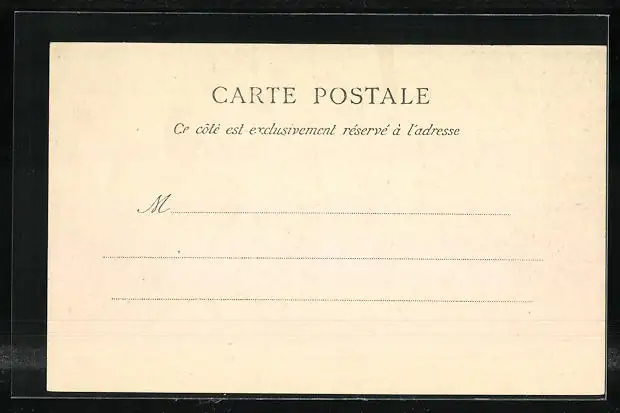 CARTE POSTALE
Ce côté est exclusivement réservé à l'adresse
M